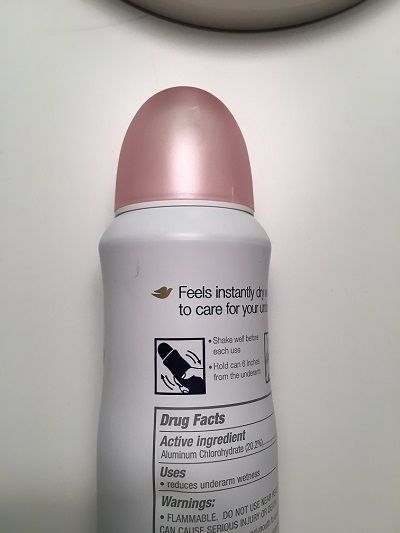 Feels instantly dry
to care for your
• Shake well before
each use
• Hold can 6 inches
from the underarm
Drug Facts
Active ingredient
Aluminum Chlorohydrate (20.2%)
Uses
• reduces underarm wetness
Warnings:
• FLAMMABLE. DO NOT USE NEAR
CAN CAUSE SERIOUS INJURY OR